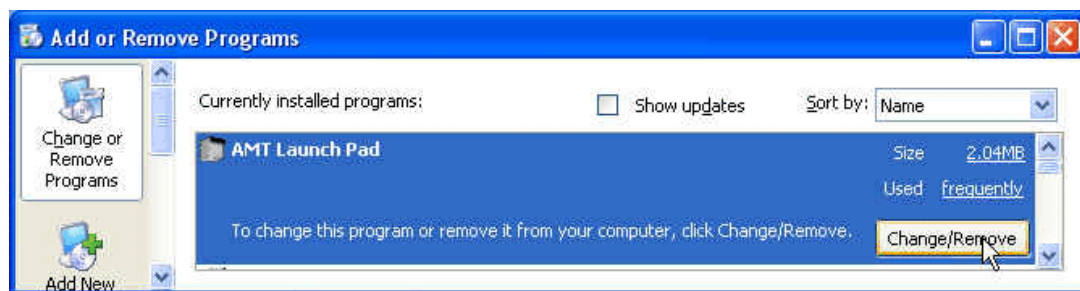 Add or Remove Programs
Change or
Remove
Programs
Add New
Currently installed programs:
Show updates
Sort by: Name
AMT Launch Pad
Size 2.04MB
Used frequently
To change this program or remove it from your computer, click Change/Remove.
Change/Remove